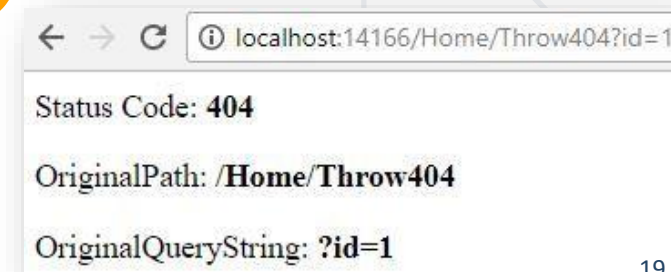 localhost:14166/Home/Throw404?id=1
Status Code: 404
OriginalPath: /Home/Throw404
OriginalQueryString: ?id=1
19